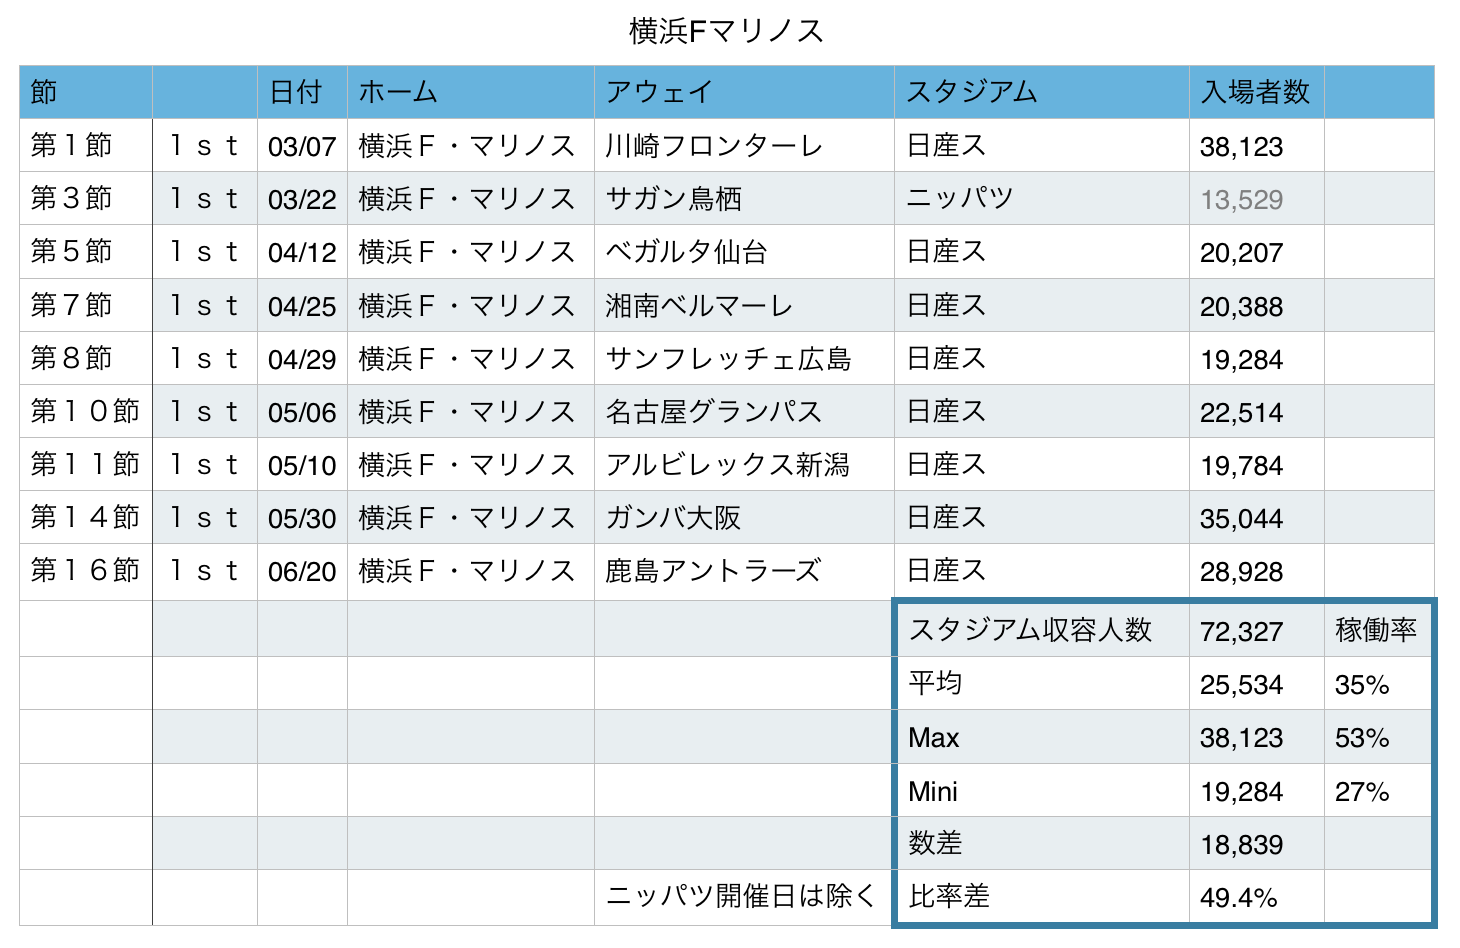 横浜Fマリノス
節 日付 ホーム アウェイ スタジアム 入場者数
第１節 １ｓｔ 03/07 横浜Ｆ・マリノス 川崎フロンターレ 日産ス 38,123
第３節 １ｓｔ 03/22 横浜Ｆ・マリノス サガン鳥栖 ニッパツ 13,529
第５節 １ｓｔ 04/12 横浜Ｆ・マリノス ベガルタ仙台 日産ス 20,207
第７節 １ｓｔ 04/25 横浜Ｆ・マリノス 湘南ベルマーレ 日産ス 20,388
第８節 １ｓｔ 04/29 横浜Ｆ・マリノス サンフレッチェ広島 日産ス 19,284
第１０節 １ｓｔ 05/06 横浜Ｆ・マリノス 名古屋グランパス 日産ス 22,514
第１１節 １ｓｔ 05/10 横浜Ｆ・マリノス アルビレックス新潟 日産ス 19,784
第１４節 １ｓｔ 05/30 横浜Ｆ・マリノス ガンバ大阪 日産ス 35,044
第１６節 １ｓｔ 06/20 横浜Ｆ・マリノス 鹿島アントラーズ 日産ス 28,928
スタジアム収容人数 72,327 稼働率
平均 25,534 35%
Max 38,123 53%
Mini 19,284 27%
数差 18,839
ニッパツ開催日は除く 比率差 49.4%